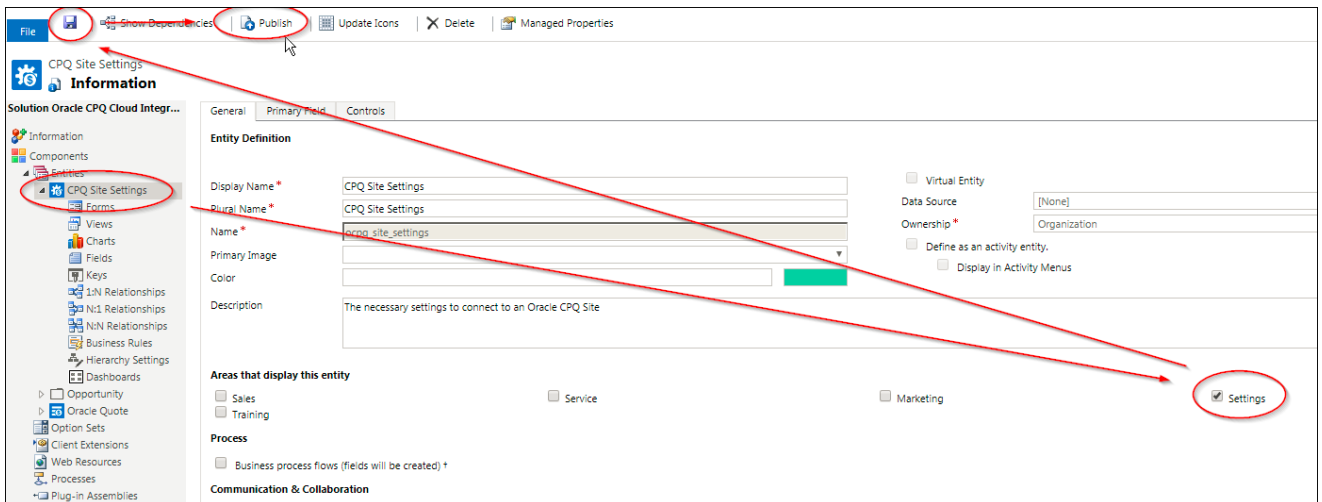 File
Show Dependencies
Publish
Update Icons
Delete
Managed Properties
CPQ Site Settings
Information
Solution Oracle CPQ Cloud Integr...
Information
Components
Entities
CPQ Site Settings
Forms
Views
Charts
Fields
Keys
1:N Relationships
N:1 Relationships
N:N Relationships
Business Rules
Hierarchy Settings
Dashboards
Opportunity
Oracle Quote
Option Sets
Client Extensions
Web Resources
Processes
Plug-in Assemblies
General Primary Field Controls
Entity Definition
Display Name * CPQ Site Settings
Plural Name * CPQ Site Settings
Name * ocpq_site_settings
Primary Image
Color
Description The necessary settings to connect to an Oracle CPQ Site
Virtual Entity
Data Source [None]
Ownership * Organization
Define as an activity entity.
Display in Activity Menus
Areas that display this entity
Sales Service Marketing Settings
Training
Process
Business process flows (fields will be created) †
Communication & Collaboration